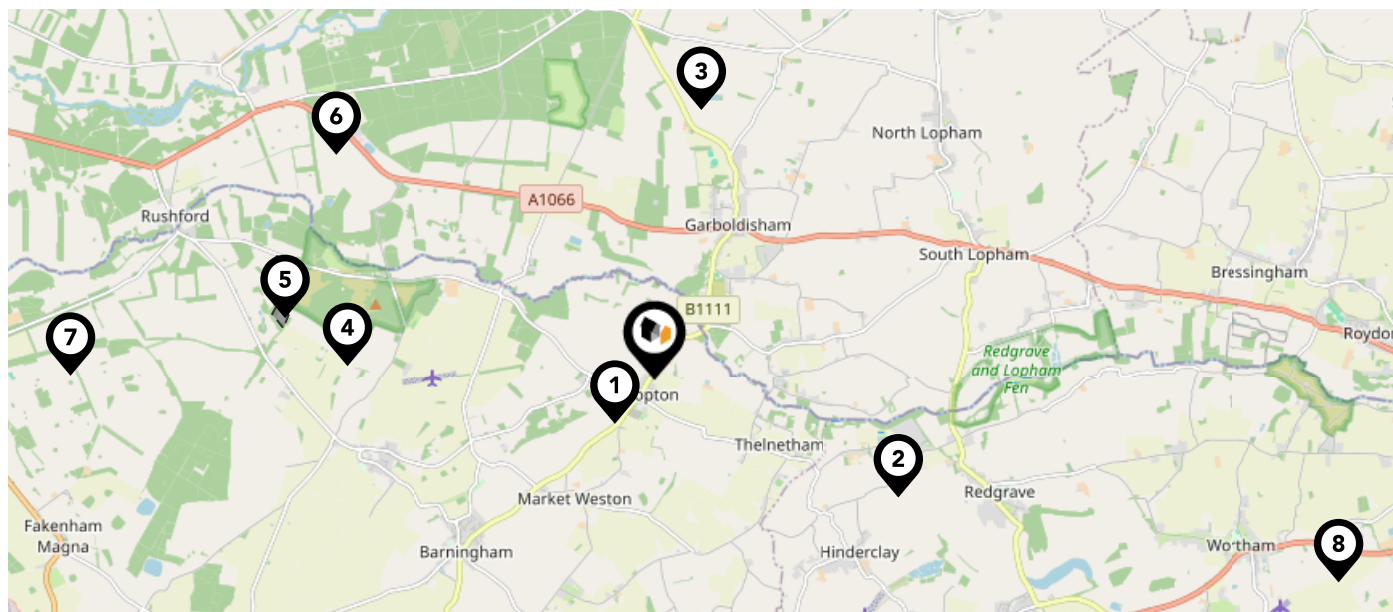 3
6
North Lopham
A1066
Rushford
Garboldisham
South Lopham
Bressingham
5
B1111
4
7
Roydo
Redgrave
and Lopham
Fen
1
opton
Thelnetham
2
Redgrave
Market Weston
Fakenham
Magna
Barningham
Hinderclay
Wortham
8